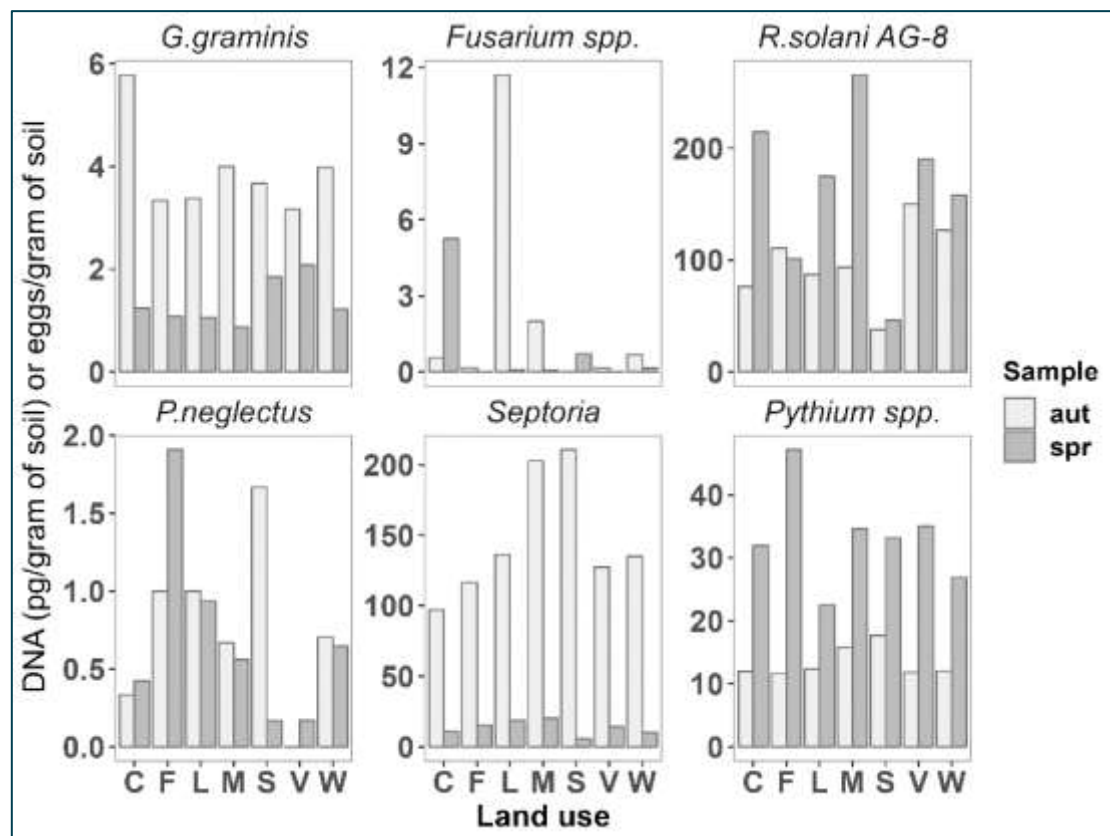 G.graminis
Fusarium spp.
R.solani AG-8
DNA (pg/gram of soil) or eggs/gram of soil
6
4
2
0
12
9
6
3
0
200
100
0
Sample
aut
spr
P.neglectus
Septoria
Pythium spp.
2.0
1.5
1.0
0.5
0.0
200
150
100
50
0
40
30
20
10
0
C F L M S V W
C F L M S V W
C F L M S V W
Land use